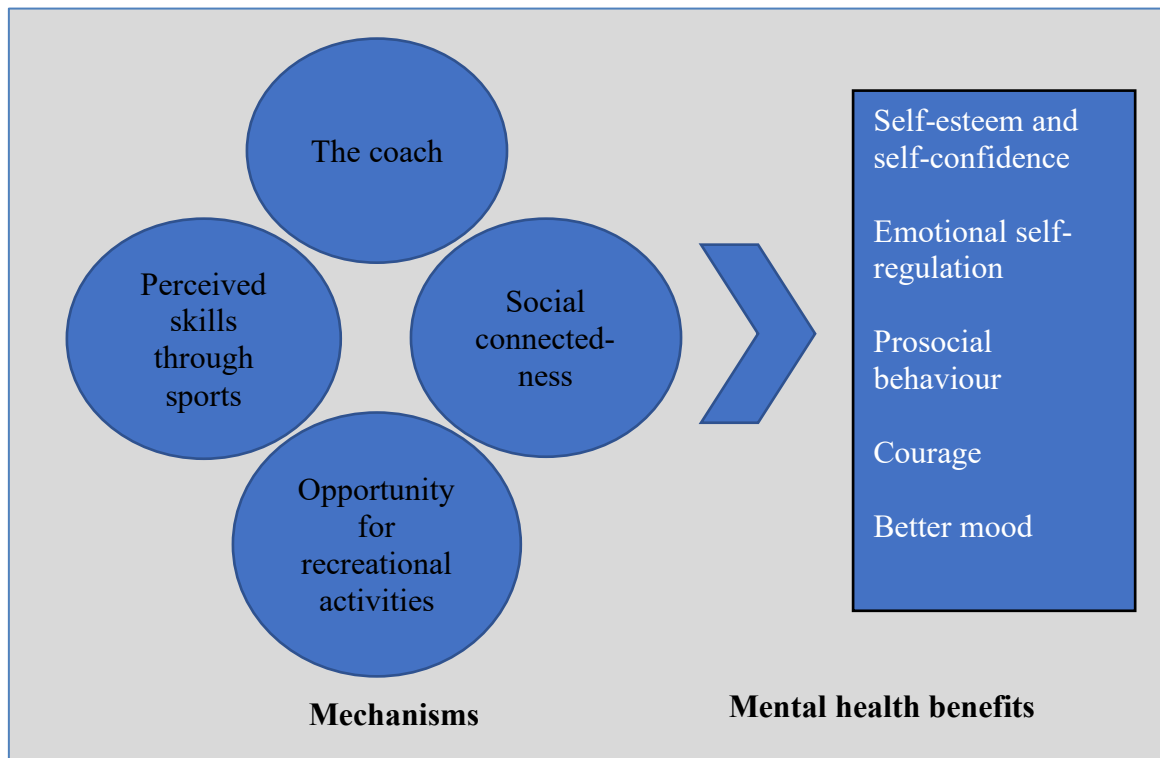 The coach
Perceived
skills
through
sports
Social
connected-
ness
Opportunity
for
recreational
activities
Mechanisms
Self-esteem and
self-confidence
Emotional self-
regulation
Prosocial
behaviour
Courage
Better mood
Mental health benefits